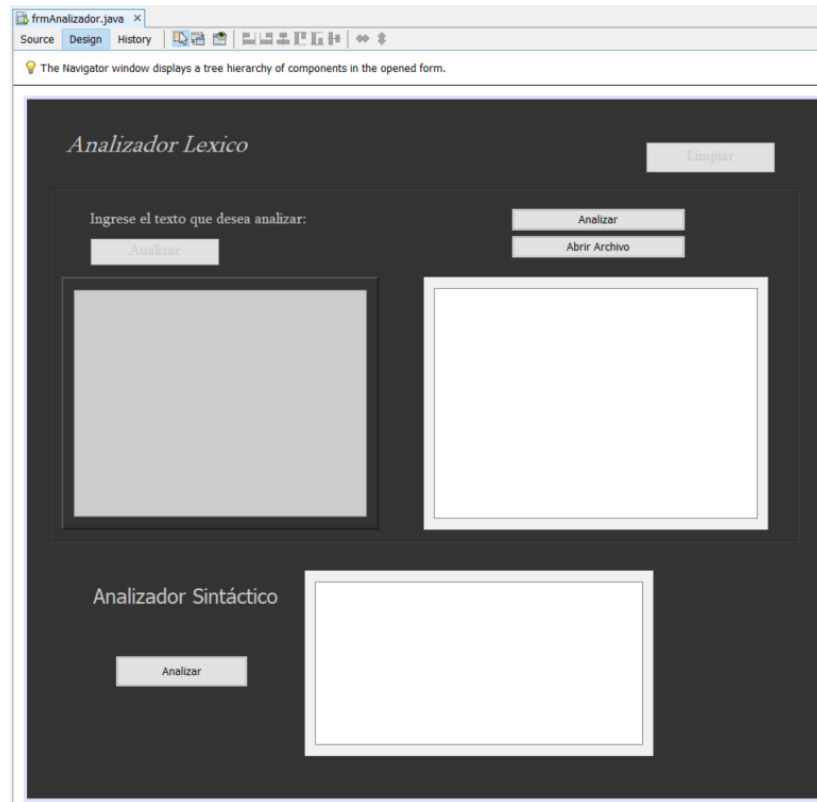 frmAnalizador.java ×
Source Design History
The Navigator window displays a tree hierarchy of components in the opened form.
Analizador Lexico
Limpiar
Ingrese el texto que desea analizar:
Analizar
Analizar
Abrir Archivo
Analizador Sintáctico
Analizar